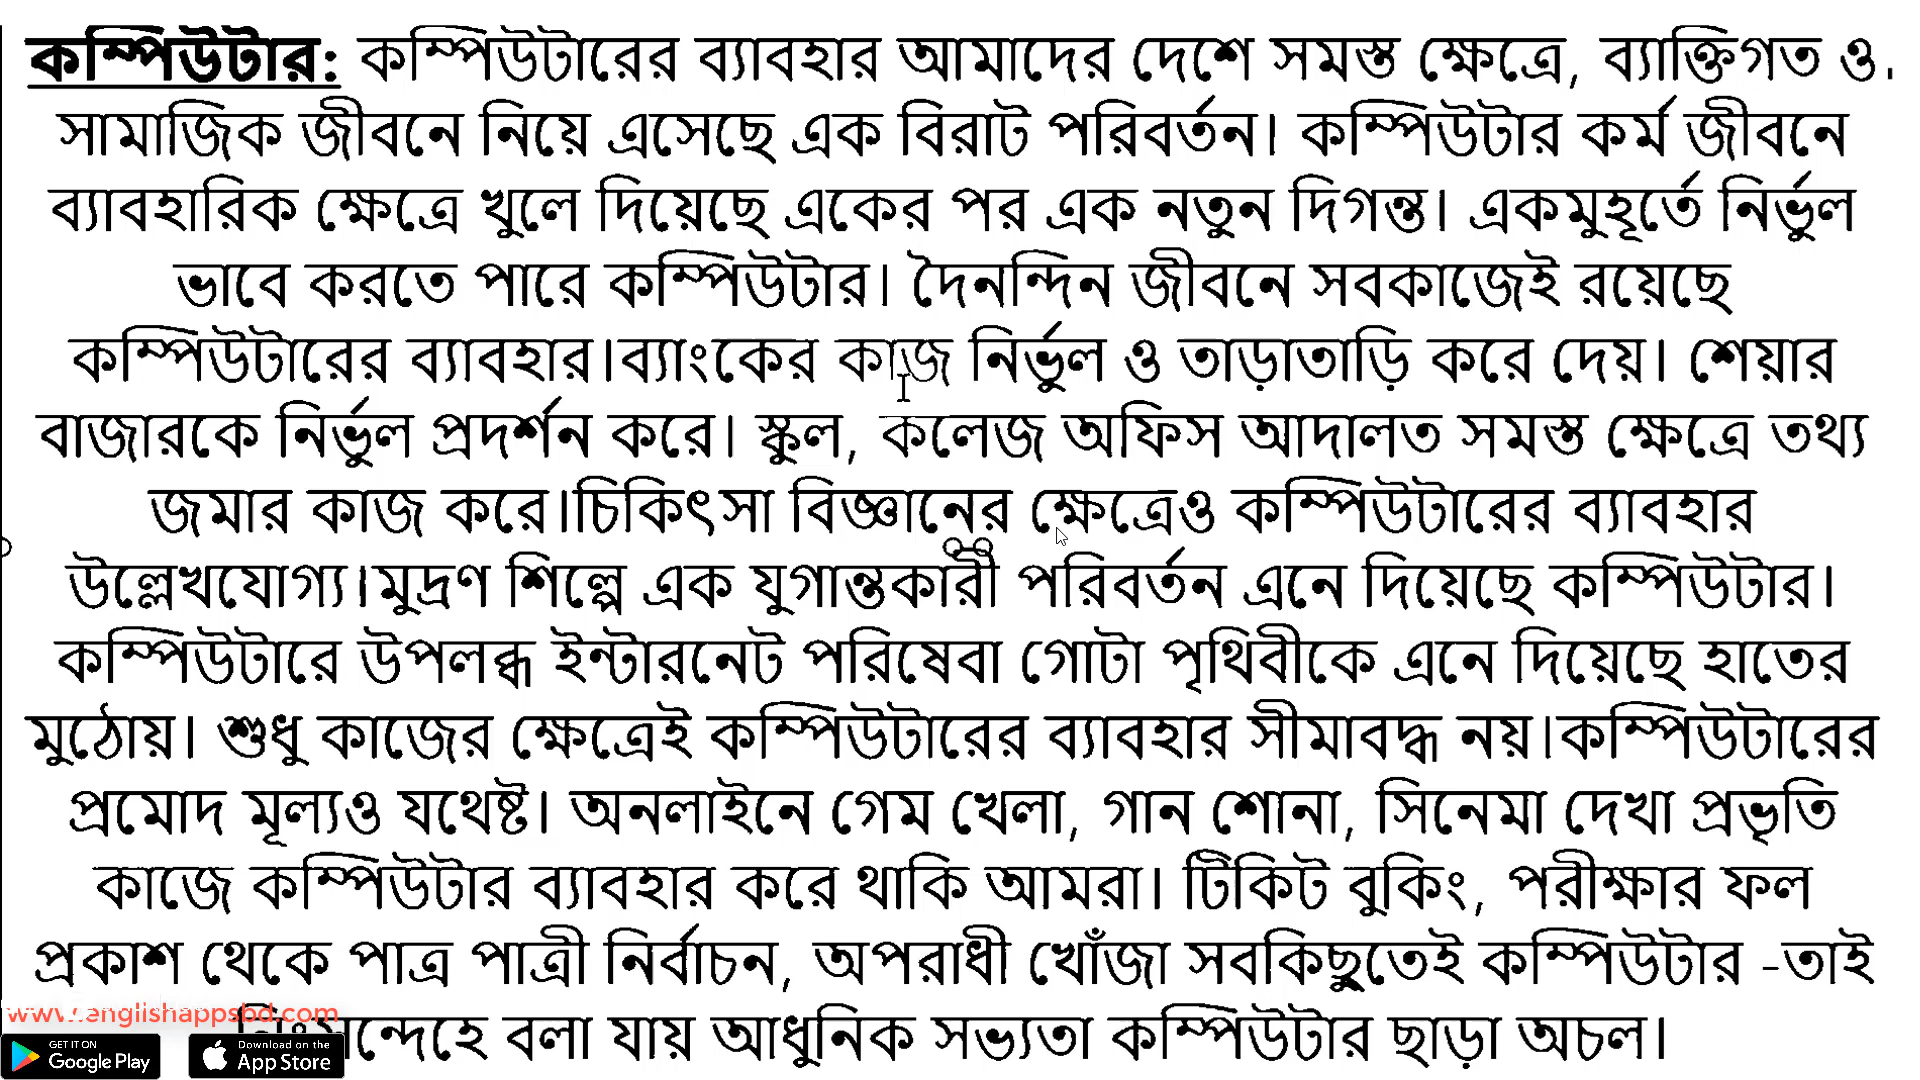 কম্পিউটার: কম্পিউটারের ব্যাবহার আমাদের দেশে সমস্ত ক্ষেত্রে, ব্যাক্তিগত ও
সামাজিক জীবনে নিয়ে এসেছে এক বিরাট পরিবর্তন। কম্পিউটার কর্ম জীবনে
ব্যাবহারিক ক্ষেত্রে খুলে দিয়েছে একের পর এক নতুন দিগন্ত। একমুহূর্তে নির্ভুল
ভাবে করতে পারে কম্পিউটার। দৈনন্দিন জীবনে সবকাজেই রয়েছে
কম্পিউটারের ব্যাবহার।ব্যাংকের কাজ নির্ভুল ও তাড়াতাড়ি করে দেয়। শেয়ার
বাজারকে নির্ভুল প্রদর্শন করে। স্কুল, কলেজ অফিস আদালত সমস্ত ক্ষেত্রে তথ্য
জমার কাজ করে।চিকিৎসা বিজ্ঞানের ক্ষেত্রেও কম্পিউটারের ব্যাবহার
উল্লেখযোগ্য।মুদ্রণ শিল্পে এক যুগান্তকারী পরিবর্তন এনে দিয়েছে কম্পিউটার।
কম্পিউটারে উপলব্ধ ইন্টারনেট পরিষেবা গোটা পৃথিবীকে এনে দিয়েছে হাতের
মুঠোয়। শুধু কাজের ক্ষেত্রেই কম্পিউটারের ব্যাবহার সীমাবদ্ধ নয়।কম্পিউটারের
প্রমোদ মূল্যও যথেষ্ট। অনলাইনে গেম খেলা, গান শোনা, সিনেমা দেখা প্রভৃতি
কাজে কম্পিউটার ব্যাবহার করে থাকি আমরা। টিকিট বুকিং, পরীক্ষার ফল
প্রকাশ থেকে পাত্র পাত্রী নির্বাচন, অপরাধী খোঁজা সবকিছুতেই কম্পিউটার -তাই
www.englishappsbd.com
নিঃসন্দেহে বলা যায় আধুনিক সভ্যতা কম্পিউটার ছাড়া অচল।
GET IT ON
Google Play
Download on the
App Store